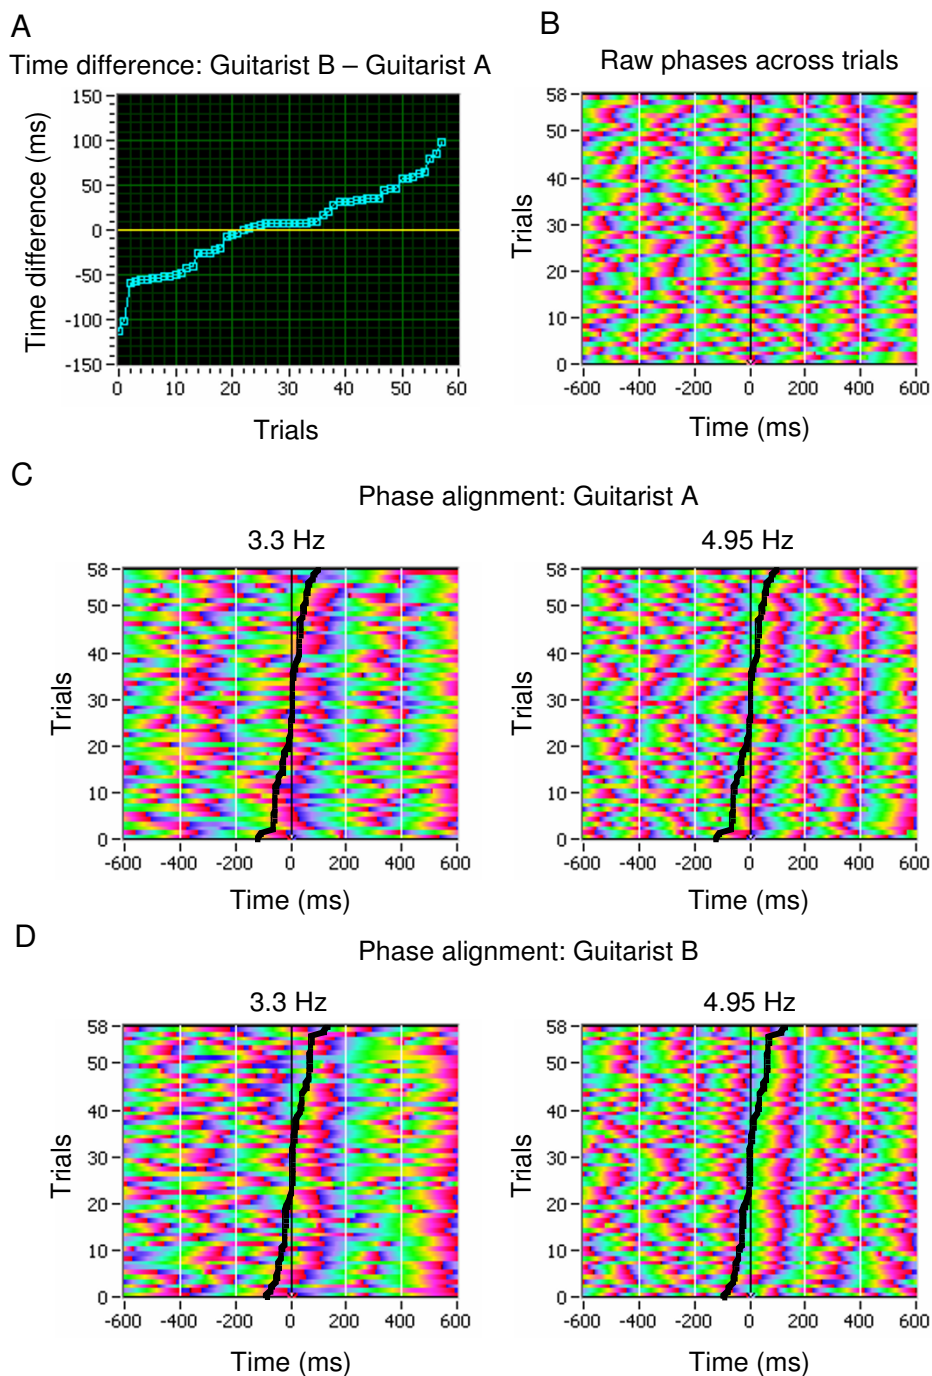 A
Time difference: Guitarist B – Guitarist A
Time difference (ms)
150
100
50
0
-50
-100
-150
0 10 20 30 40 50 60
Trials
B
Raw phases across trials
Trials
58
50
40
30
20
10
0
-600 -400 -200 0 200 400 600
Time (ms)
C
Phase alignment: Guitarist A
3.3 Hz
Trials
58
50
40
30
20
10
0
-600 -400 -200 0 200 400 600
Time (ms)
4.95 Hz
Trials
58
50
40
30
20
10
0
-600 -400 -200 0 200 400 600
Time (ms)
D
Phase alignment: Guitarist B
3.3 Hz
Trials
58
50
40
30
20
10
0
-600 -400 -200 0 200 400 600
Time (ms)
4.95 Hz
Trials
58
50
40
30
20
10
0
-600 -400 -200 0 200 400 600
Time (ms)